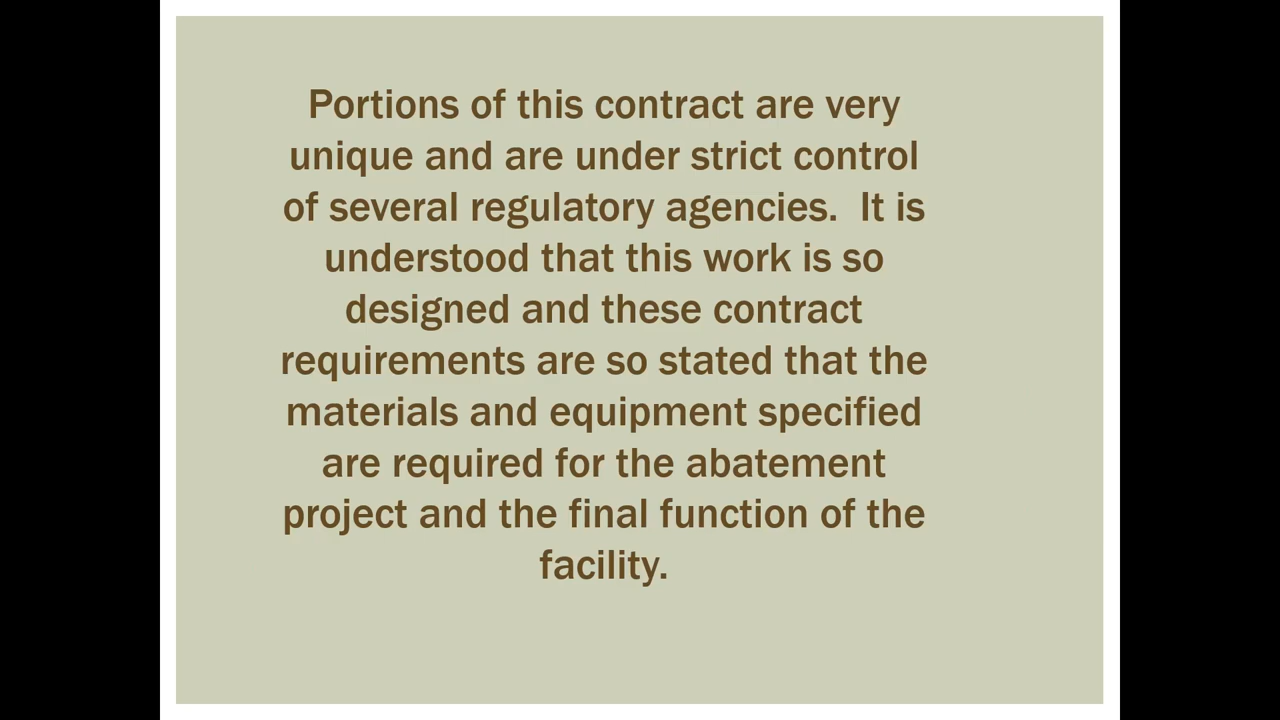 Portions of this contract are very
unique and are under strict control
of several regulatory agencies.  It is
understood that this work is so
designed and these contract
requirements are so stated that the
materials and equipment specified
are required for the abatement
project and the final function of the
facility.